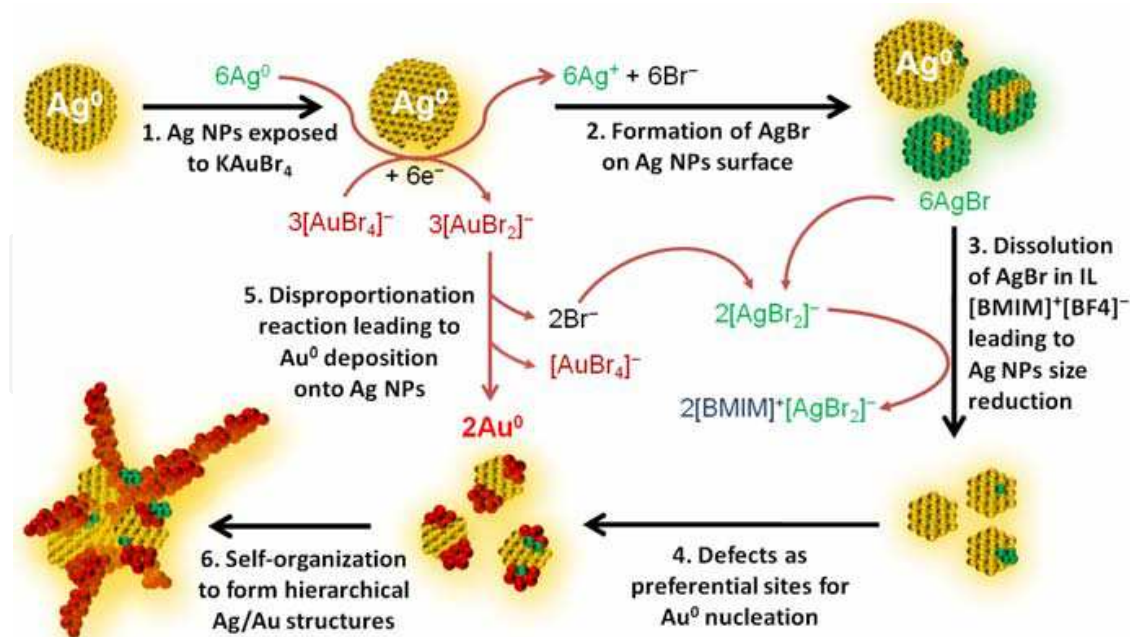 Ag⁰
1. Ag NPs exposed
to KAuBr₄
6Ag⁰
Ag⁰
+ 6e⁻
6Ag⁺ + 6Br⁻
3[AuBr₄]⁻
3[AuBr₂]⁻
2. Formation of AgBr
on Ag NPs surface
Ag⁰
6AgBr
3. Dissolution
of AgBr in IL
[BMIM]⁺[BF4]⁻
leading to
Ag NPs size
reduction
5. Disproportionation
reaction leading to
Au⁰ deposition
onto Ag NPs
2Br⁻
[AuBr₄]⁻
2[AgBr₂]⁻
2[BMIM]⁺[AgBr₂]⁻
2Au⁰
4. Defects as
preferential sites for
Au⁰ nucleation
6. Self-organization
to form hierarchical
Ag/Au structures